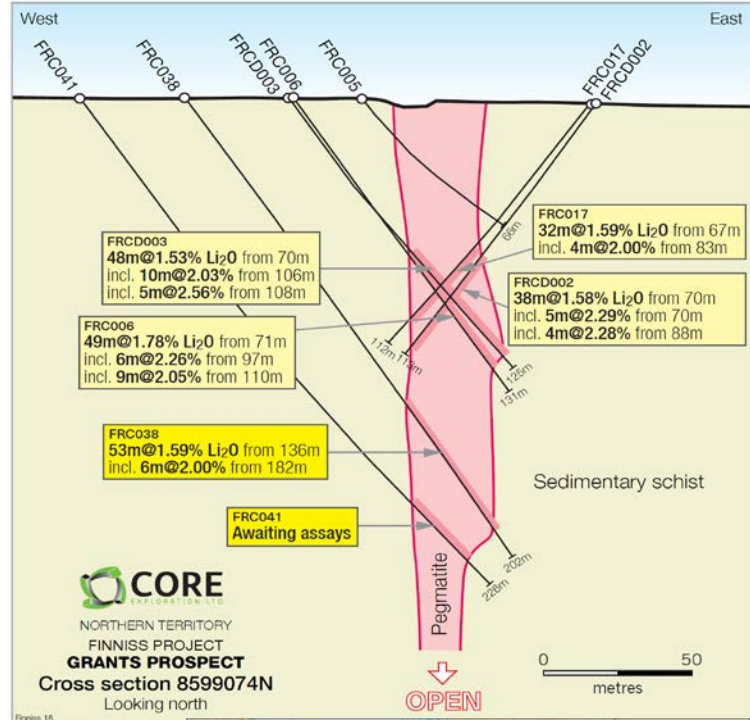 West
East
FRC041
FRC038
FRCD003
FRC006
FRC005
FRC017
FRCD002
66m
FRC017
32m@1.59% Li2O from 67m
incl. 4m@2.00% from 83m
FRCD003
48m@1.53% Li2O from 70m
incl. 10m@2.03% from 106m
incl. 5m@2.56% from 108m
FRCD002
38m@1.58% Li2O from 70m
incl. 5m@2.29% from 70m
incl. 4m@2.28% from 88m
FRC006
49m@1.78% Li2O from 71m
incl. 6m@2.26% from 97m
incl. 9m@2.05% from 110m
112m
125m
131m
FRC038
53m@1.59% Li2O from 136m
incl. 6m@2.00% from 182m
Sedimentary schist
FRC041
Awaiting assays
202m
228m
Pegmatite
CORE
EXPLORATION LTD
NORTHERN TERRITORY
FINNISS PROJECT
GRANTS PROSPECT
Cross section 8599074N
Looking north
0 50
metres
OPEN
Finniss 16